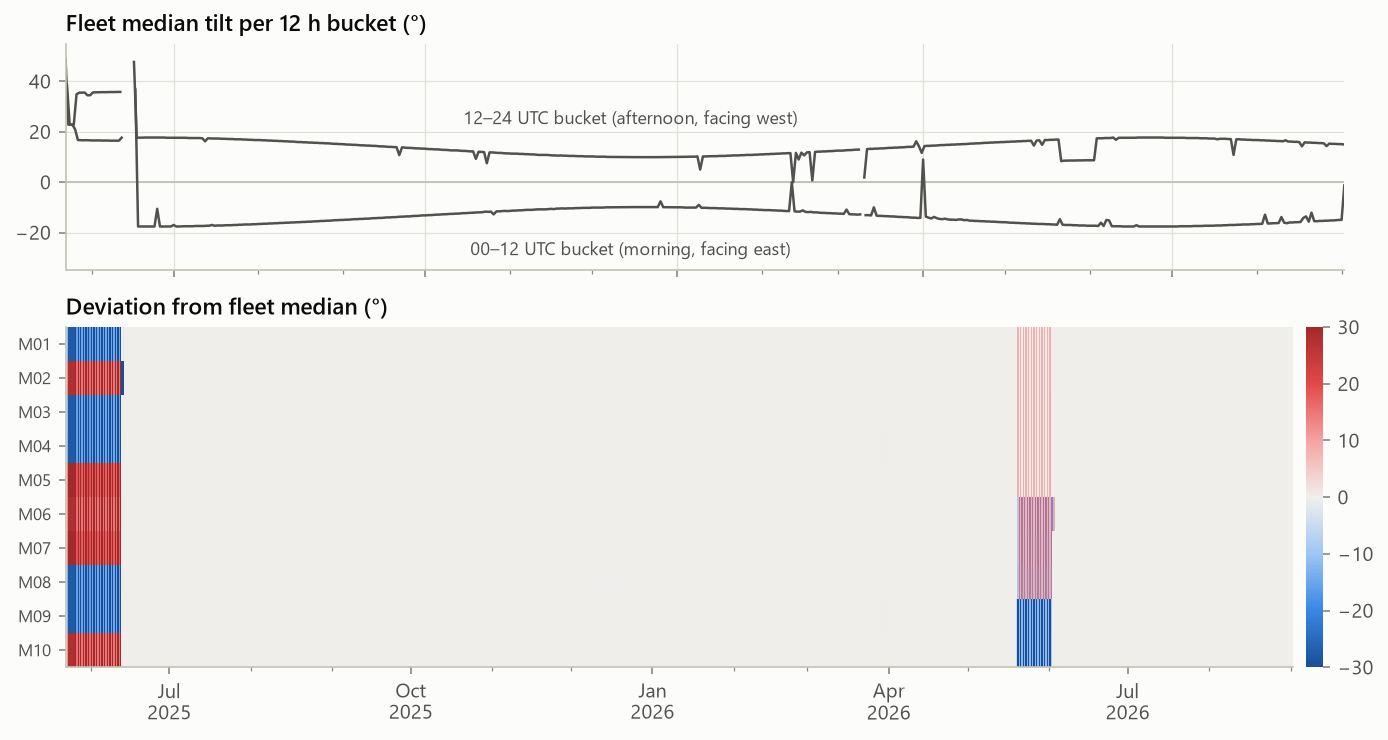 Fleet median tilt per 12 h bucket (°)
40
20
0
−20
12–24 UTC bucket (afternoon, facing west)
00–12 UTC bucket (morning, facing east)
Deviation from fleet median (°)
M01
M02
M03
M04
M05
M06
M07
M08
M09
M10
30
20
10
0
−10
−20
−30
Jul
2025
Oct
2025
Jan
2026
Apr
2026
Jul
2026